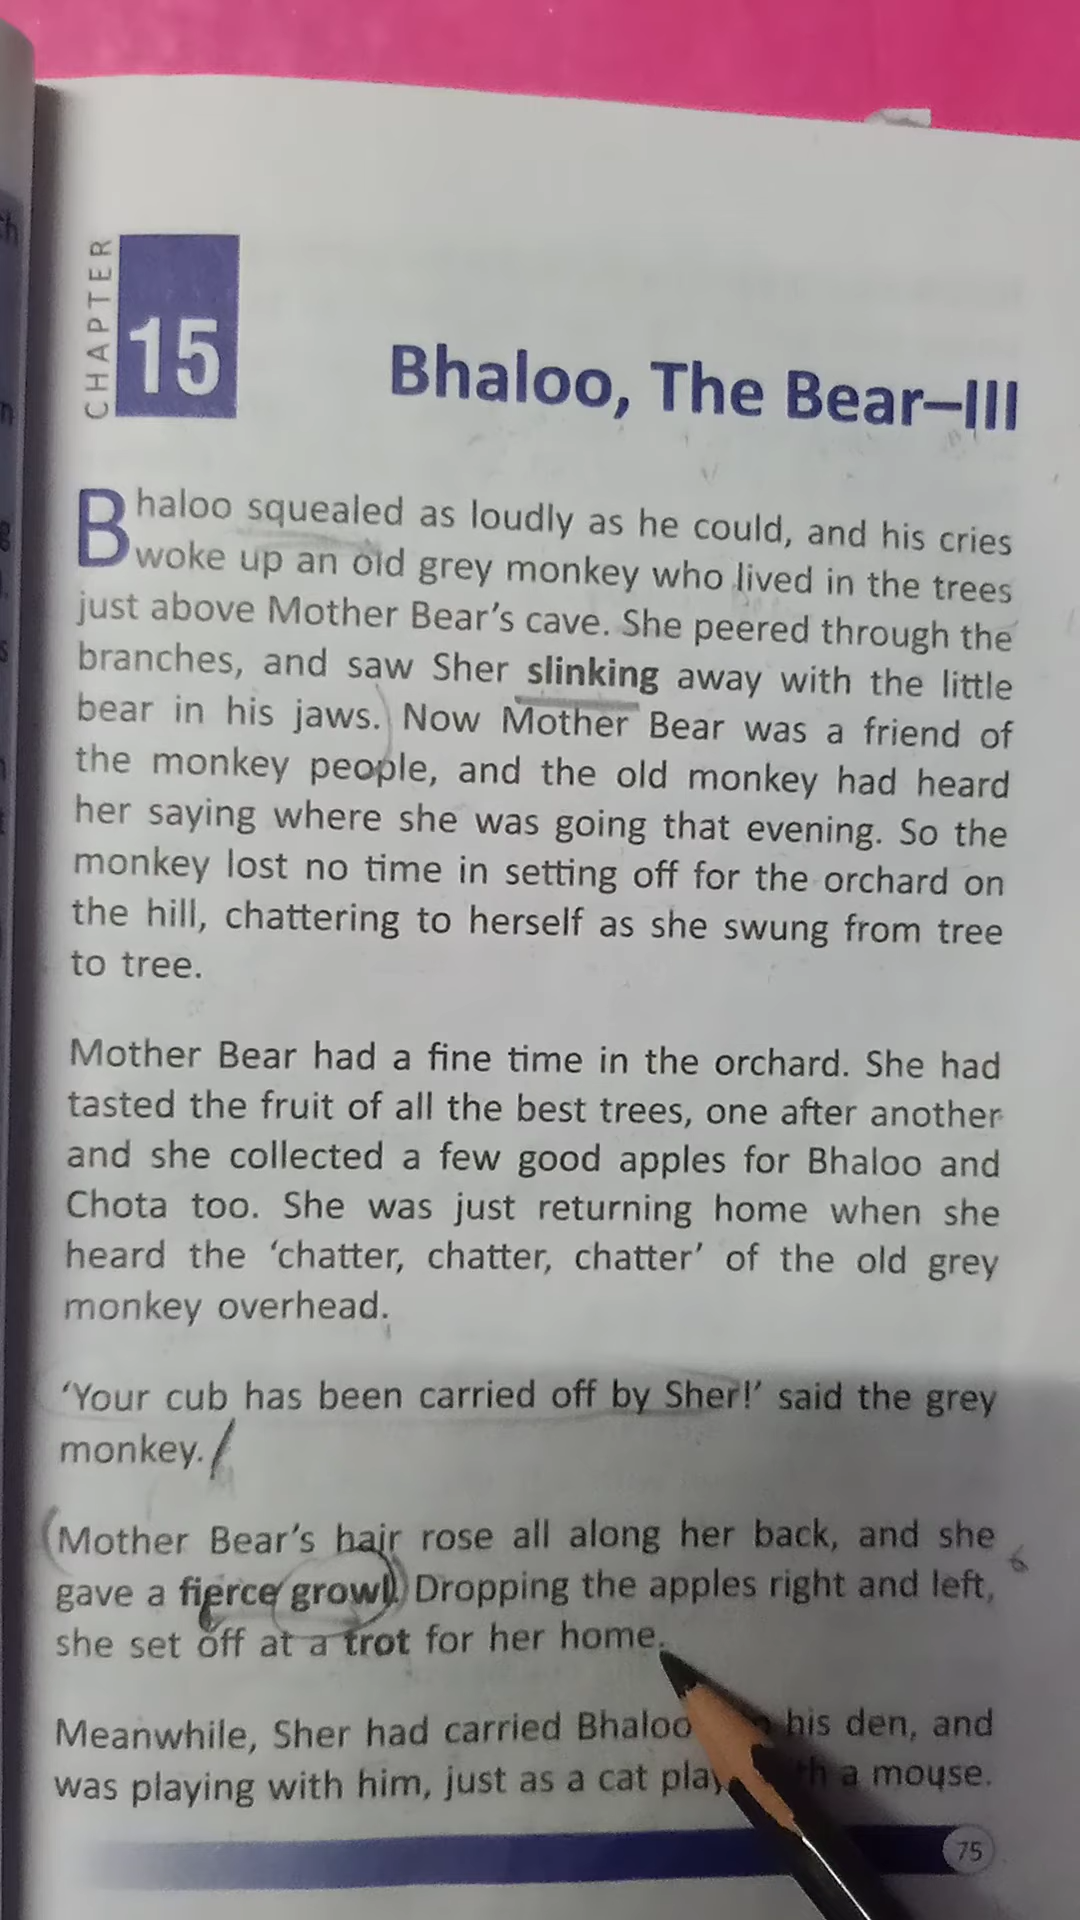 CHAPTER
15
Bhaloo, The Bear–III
Bhaloo squealed as loudly as he could, and his cries
woke up an old grey monkey who lived in the trees
just above Mother Bear’s cave. She peered through the
branches, and saw Sher slinking away with the little
bear in his jaws. Now Mother Bear was a friend of
the monkey people, and the old monkey had heard
her saying where she was going that evening. So the
monkey lost no time in setting off for the orchard on
the hill, chattering to herself as she swung from tree
to tree.
Mother Bear had a fine time in the orchard. She had
tasted the fruit of all the best trees, one after another
and she collected a few good apples for Bhaloo and
Chota too. She was just returning home when she
heard the ‘chatter, chatter, chatter’ of the old grey
monkey overhead.
‘Your cub has been carried off by Sher!’ said the grey
monkey.
Mother Bear’s hair rose all along her back, and she
gave a fierce growl. Dropping the apples right and left,
she set off at a trot for her home.
Meanwhile, Sher had carried Bhaloo his den, and
was playing with him, just as a cat a mouse.
75